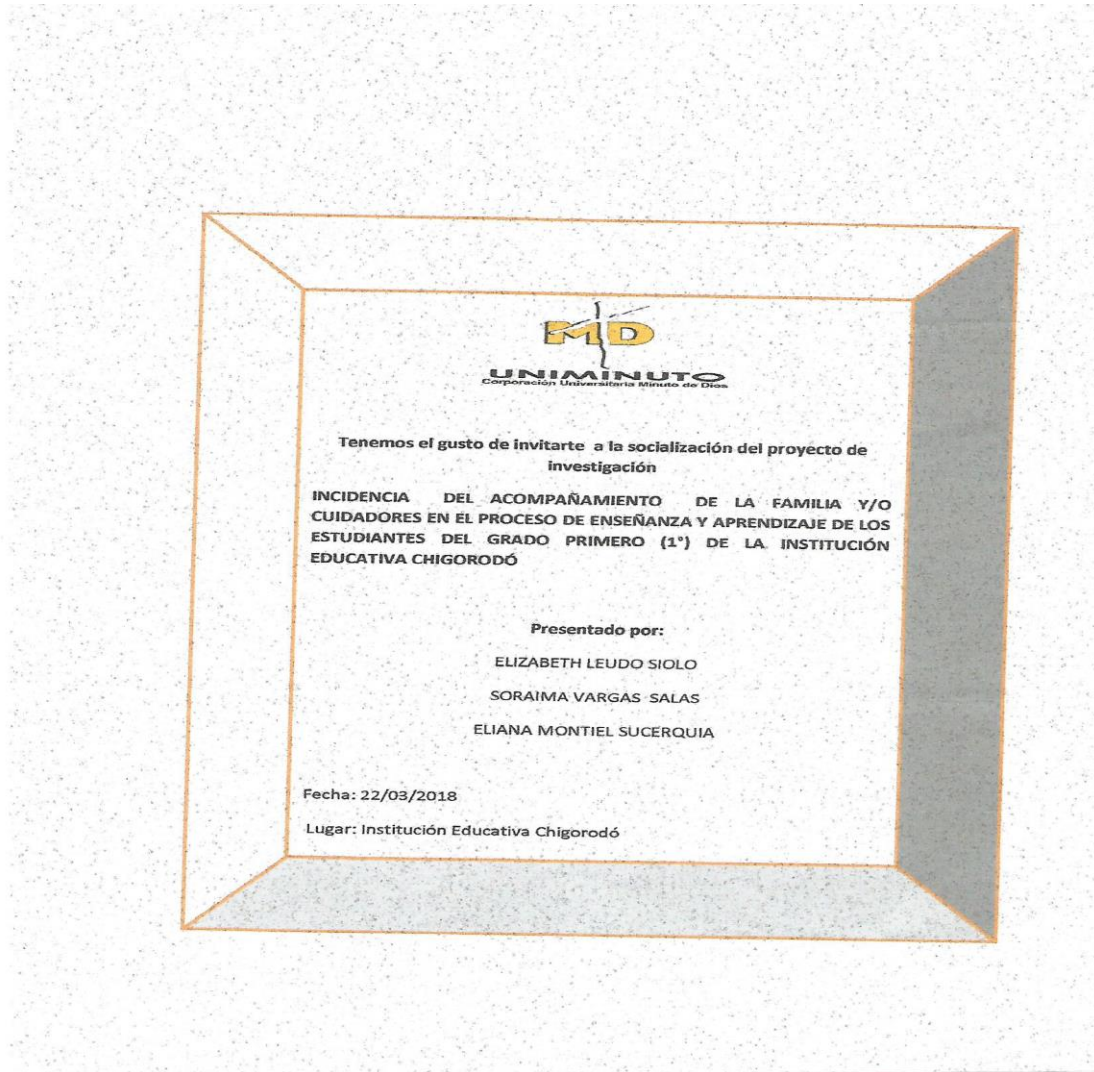 MD
UNIMINUTO
Corporación Universitaria Minuto de Dios
Tenemos el gusto de invitarte a la socialización del proyecto de
investigación
INCIDENCIA DEL ACOMPAÑAMIENTO DE LA FAMILIA Y/O
CUIDADORES EN EL PROCESO DE ENSEÑANZA Y APRENDIZAJE DE LOS
ESTUDIANTES DEL GRADO PRIMERO (1°) DE LA INSTITUCIÓN
EDUCATIVA CHIGORODÓ
Presentado por:
ELIZABETH LEUDO SIOLO
SORAIMA VARGAS SALAS
ELIANA MONTIEL SUCERQUIA
Fecha: 22/03/2018
Lugar: Institución Educativa Chigorodó